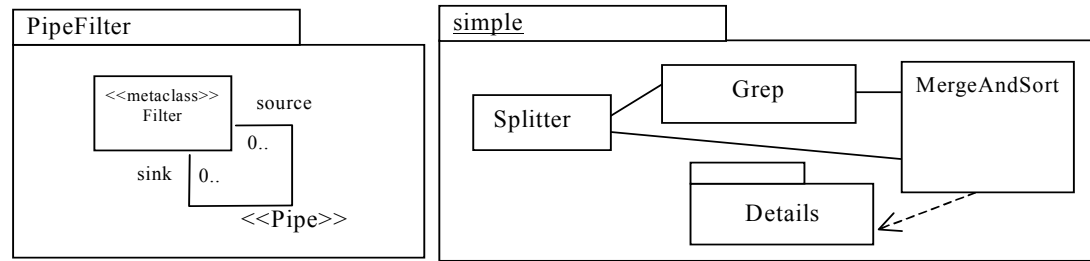 PipeFilter
<<metaclass>>
Filter
source
0..
sink
0..
<<Pipe>>
simple
Splitter
Grep
MergeAndSort
Details